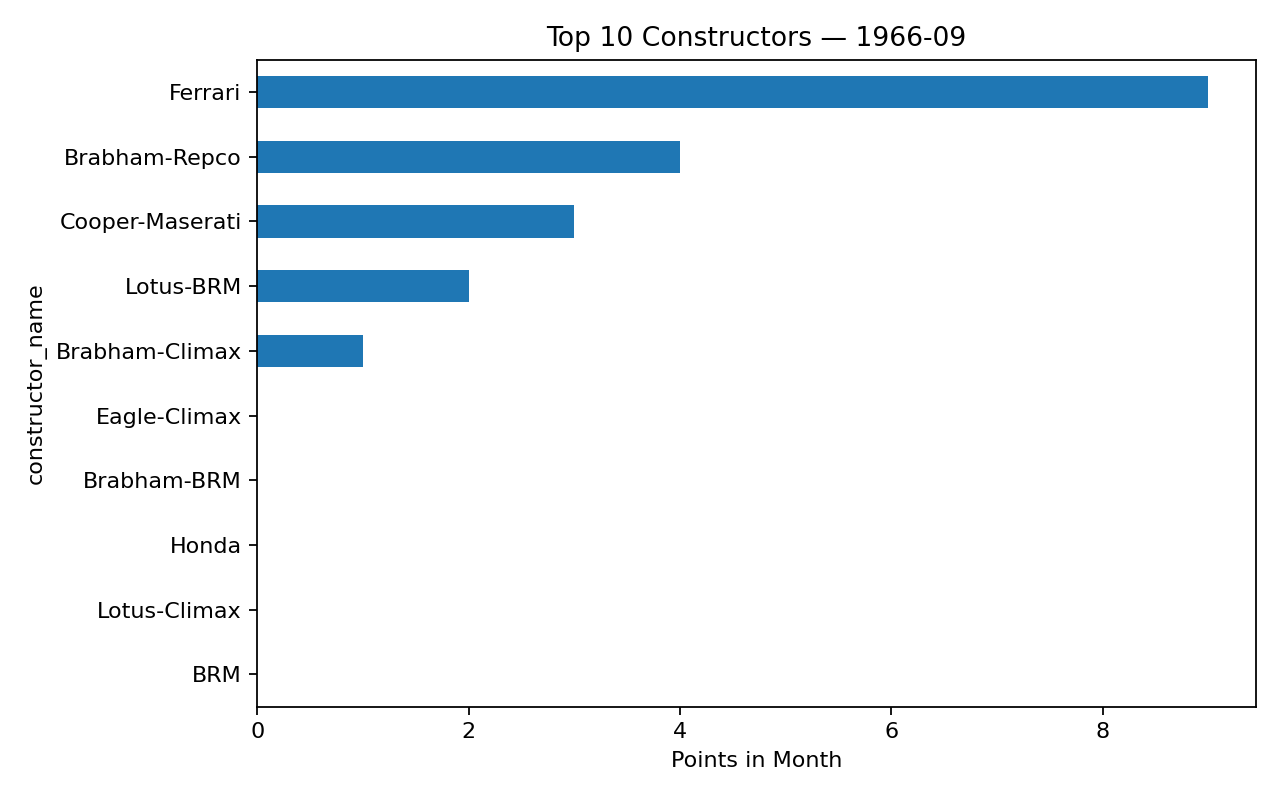 Top 10 Constructors — 1966-09
constructor_name
Ferrari
Brabham-Repco
Cooper-Maserati
Lotus-BRM
Brabham-Climax
Eagle-Climax
Brabham-BRM
Honda
Lotus-Climax
BRM
0 2 4 6 8
Points in Month